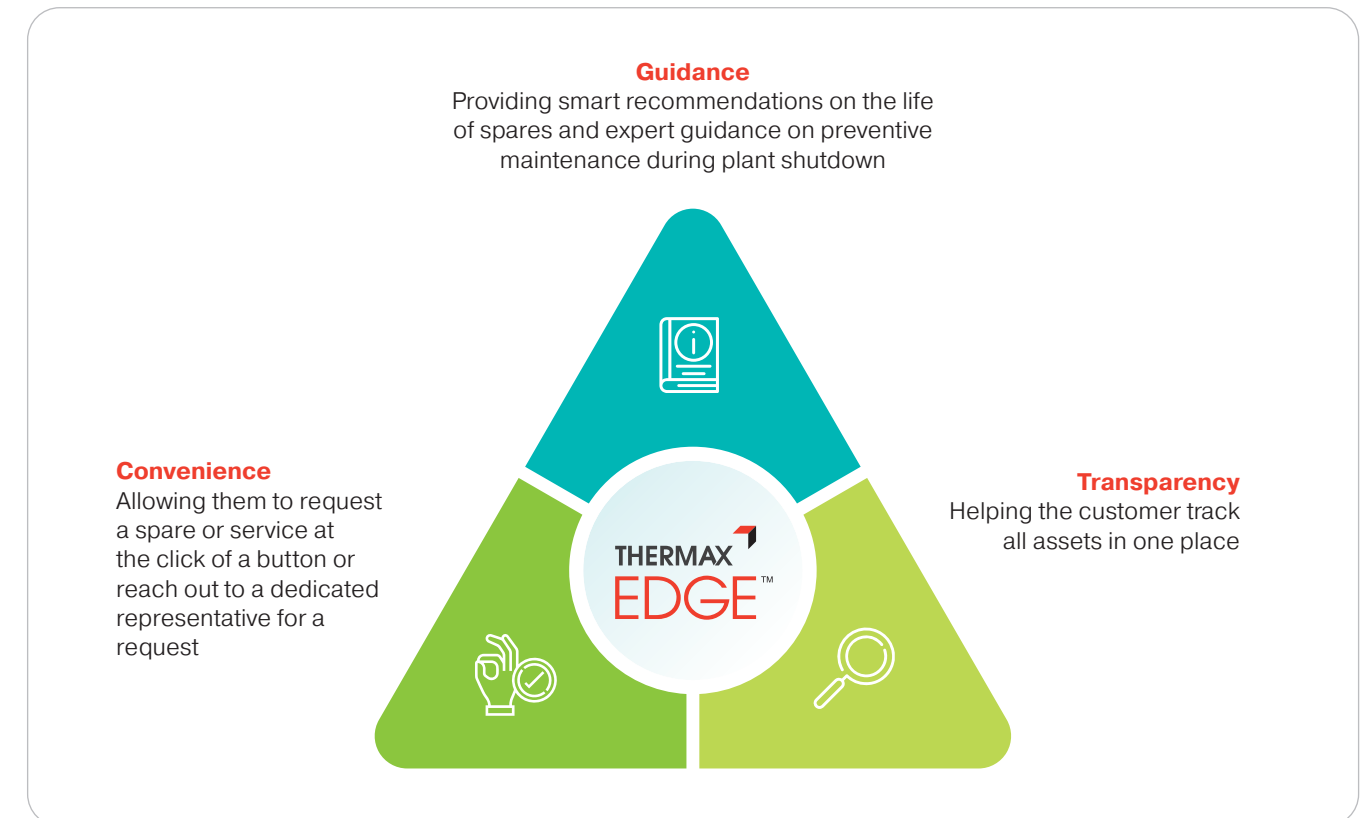 Guidance
Providing smart recommendations on the life
of spares and expert guidance on preventive
maintenance during plant shutdown
Convenience
Allowing them to request
a spare or service at
the click of a button or
reach out to a dedicated
representative for a
request
THERMAX
EDGE™
Transparency
Helping the customer track
all assets in one place